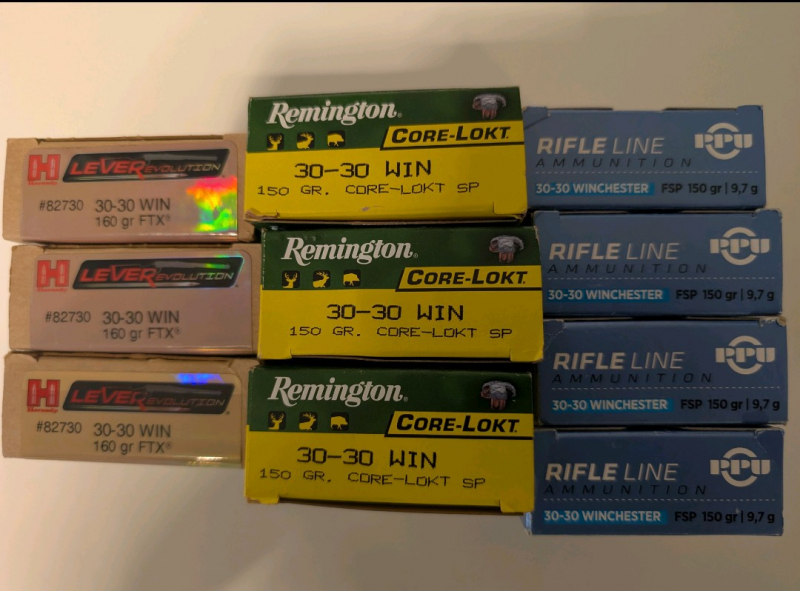 H
Hornady
LEVERevolution
#82730 30-30 WIN
160 gr FTX®
H
Hornady
LEVERevolution
#82730 30-30 WIN
160 gr FTX®
H
Hornady
LEVERevolution
#82730 30-30 WIN
160 gr FTX®
Remington®
CORE-LOKT
30-30 WIN
150 GR. CORE-LOKT SP
Remington®
CORE-LOKT
30-30 WIN
150 GR. CORE-LOKT SP
Remington®
CORE-LOKT
30-30 WIN
150 GR. CORE-LOKT SP
RIFLE LINE PPU
AMMUNITION
30-30 WINCHESTER FSP 150 gr | 9,7 g
RIFLE LINE PPU
AMMUNITION
30-30 WINCHESTER FSP 150 gr | 9,7 g
RIFLE LINE PPU
AMMUNITION
30-30 WINCHESTER FSP 150 gr | 9,7 g
RIFLE LINE PPU
AMMUNITION
30-30 WINCHESTER FSP 150 gr | 9,7 g